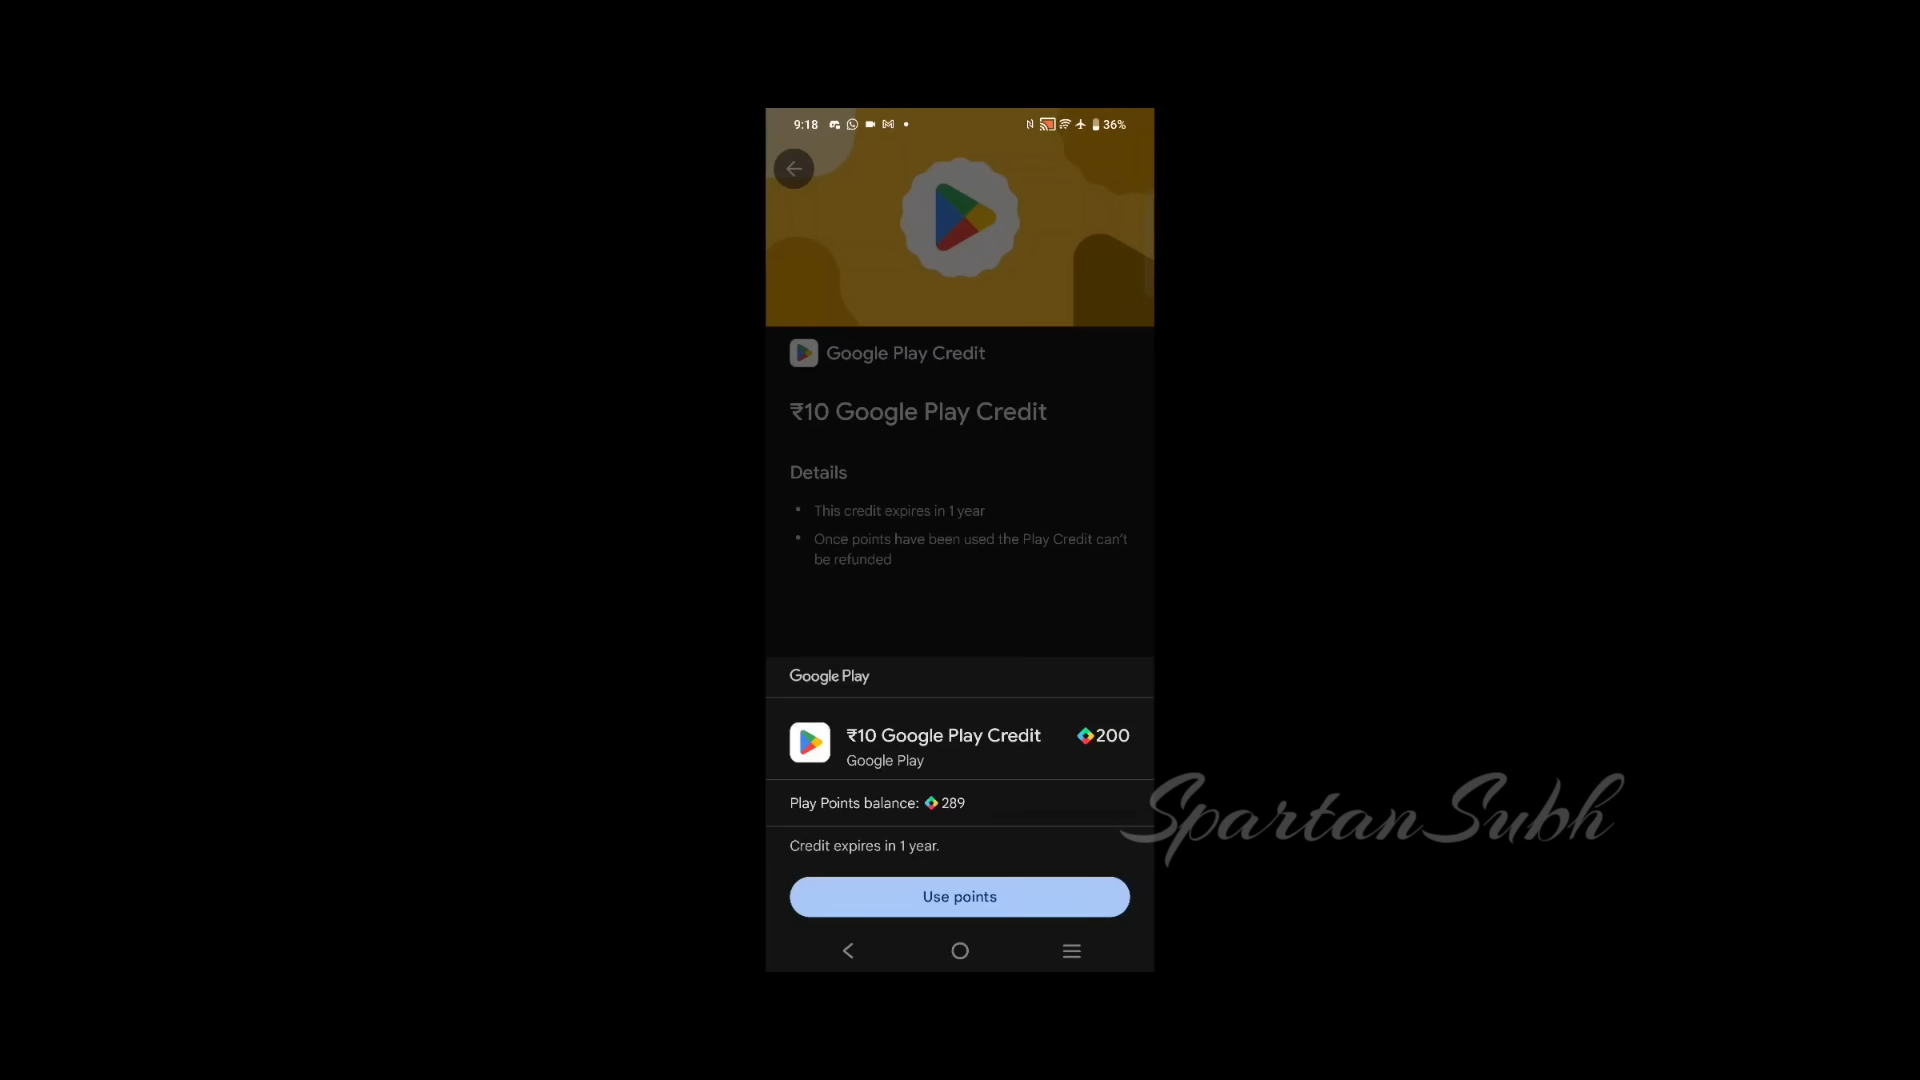 9:18
36%
Google Play Credit
₹10 Google Play Credit
Details
• This credit expires in 1 year
• Once points have been used the Play Credit can't
be refunded
Google Play
₹10 Google Play Credit 200
Google Play
Play Points balance: 289
Credit expires in 1 year.
Use points
SpartanSubh